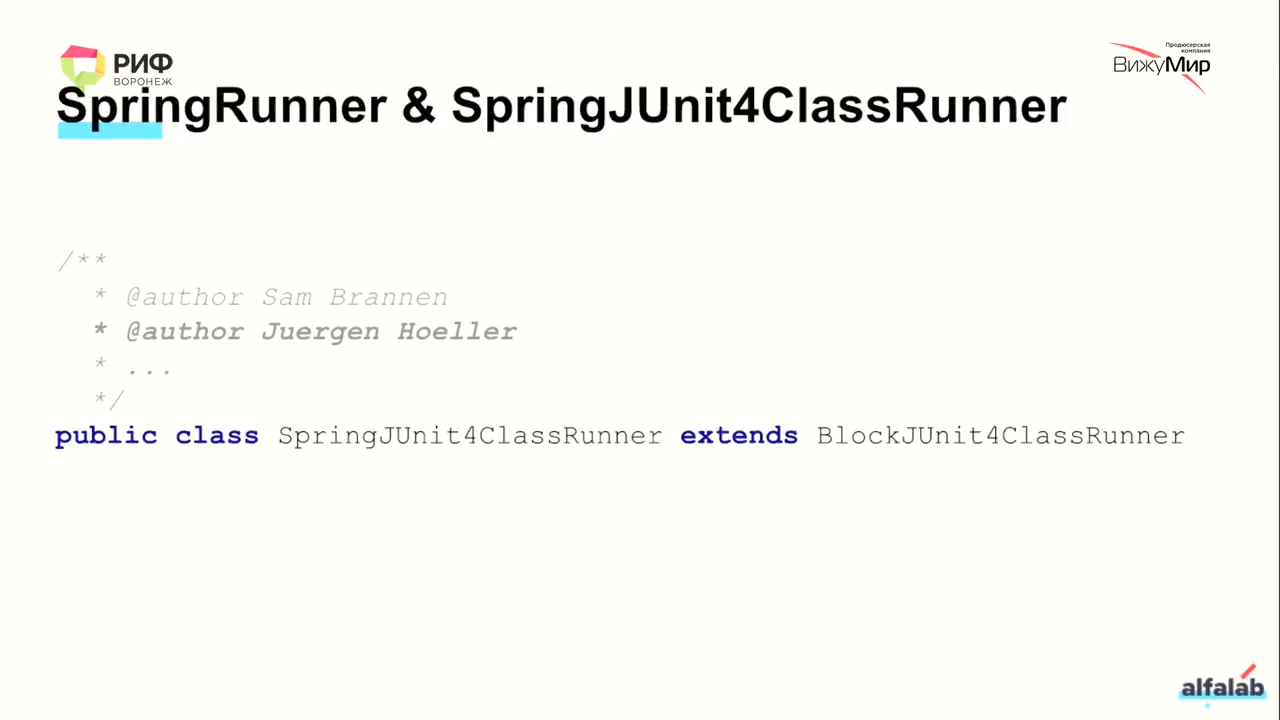 РИФ
ВОРОНЕЖ
Продюсерская
компания
ВижуМир
SpringRunner & SpringJUnit4ClassRunner
/**
* @author Sam Brannen
* @author Juergen Hoeller
* ...
*/
public class SpringJUnit4ClassRunner extends BlockJUnit4ClassRunner
alfalab